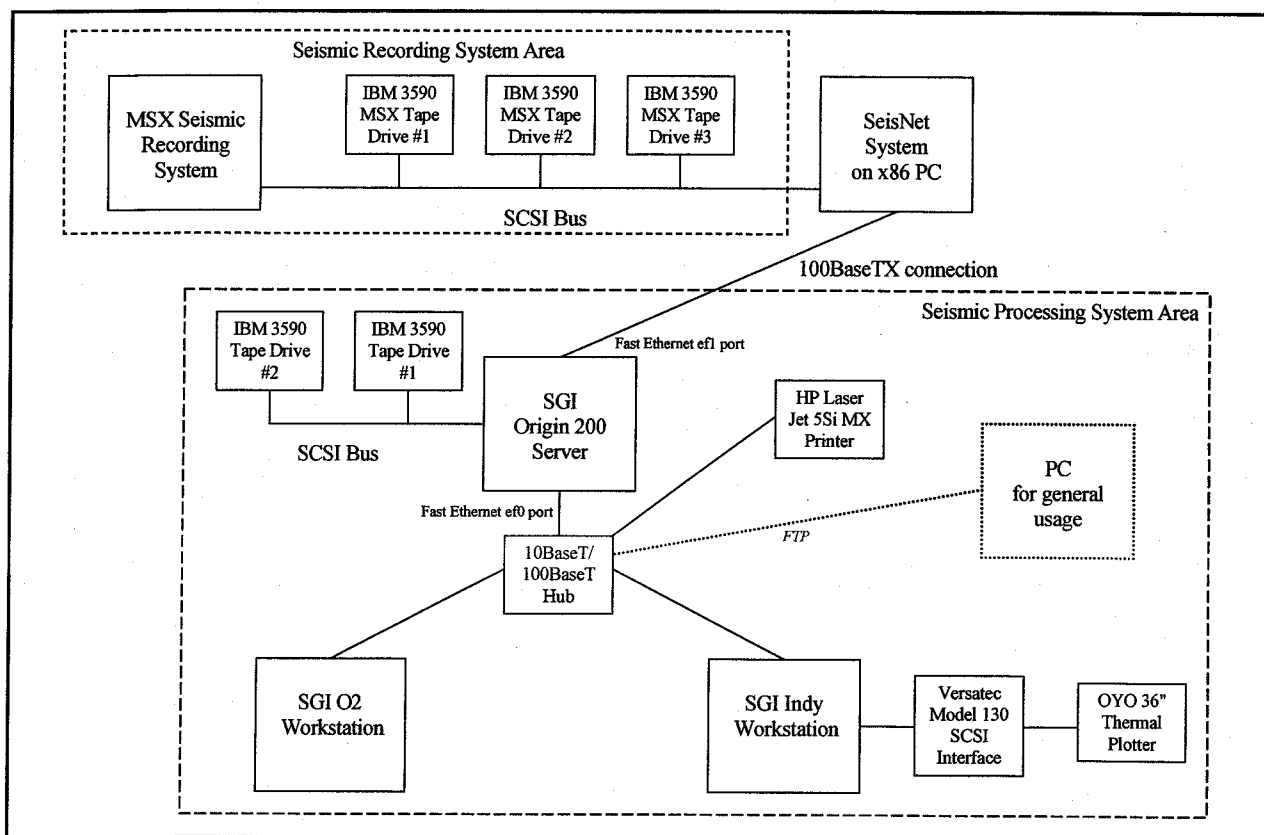 Seismic Recording System Area
MSX Seismic
Recording
System
IBM 3590
MSX Tape
Drive #1
IBM 3590
MSX Tape
Drive #2
IBM 3590
MSX Tape
Drive #3
SeisNet
System
on x86 PC
SCSI Bus
100BaseTX connection
Seismic Processing System Area
IBM 3590
Tape Drive
#2
IBM 3590
Tape Drive
#1
Fast Ethernet ef1 port
SGI
Origin 200
Server
HP Laser
Jet 5Si MX
Printer
SCSI Bus
PC
for general
usage
Fast Ethernet ef0 port
FTP
10BaseT/
100BaseT
Hub
SGI O2
Workstation
SGI Indy
Workstation
Versatec
Model 130
SCSI
Interface
OYO 36"
Thermal
Plotter